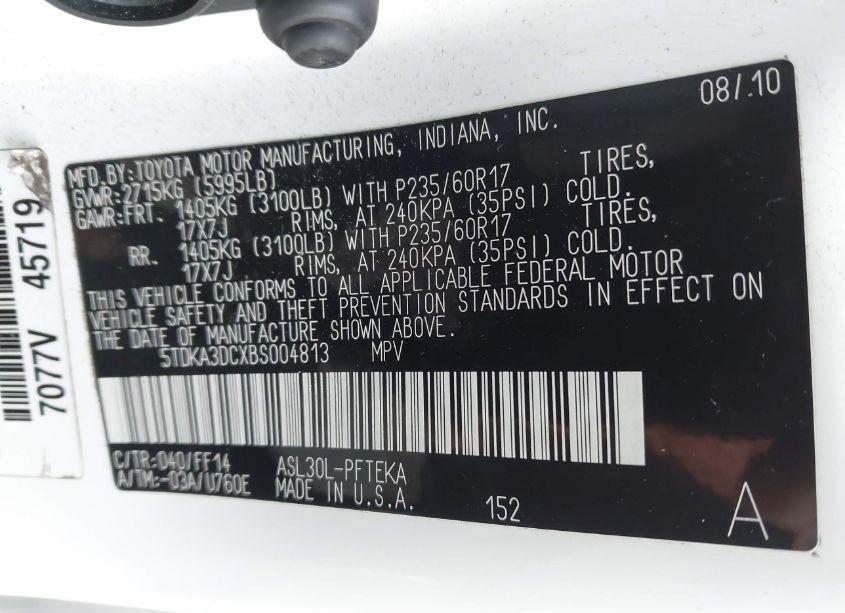 08/.10
MFD.BY:TOYOTA MOTOR MANUFACTURING, INDIANA, INC.
GVWR:2715KG (5995LB)
GAWR:FRT. 1405KG (3100LB) WITH P235/60R17 TIRES,
17X7J RIMS, AT 240KPA (35PSI) COLD.
RR. 1405KG (3100LB) WITH P235/60R17 TIRES,
17X7J RIMS, AT 240KPA (35PSI) COLD.
THIS VEHICLE CONFORMS TO ALL APPLICABLE FEDERAL MOTOR
VEHICLE SAFETY AND THEFT PREVENTION STANDARDS IN EFFECT ON
THE DATE OF MANUFACTURE SHOWN ABOVE.
5TDKA3DCXBS004813 MPV
C/TR:040/FF14 ASL30L-PFTEKA
A/TM:-03A/U760E MADE IN U.S.A.
152 A
7077V 45719